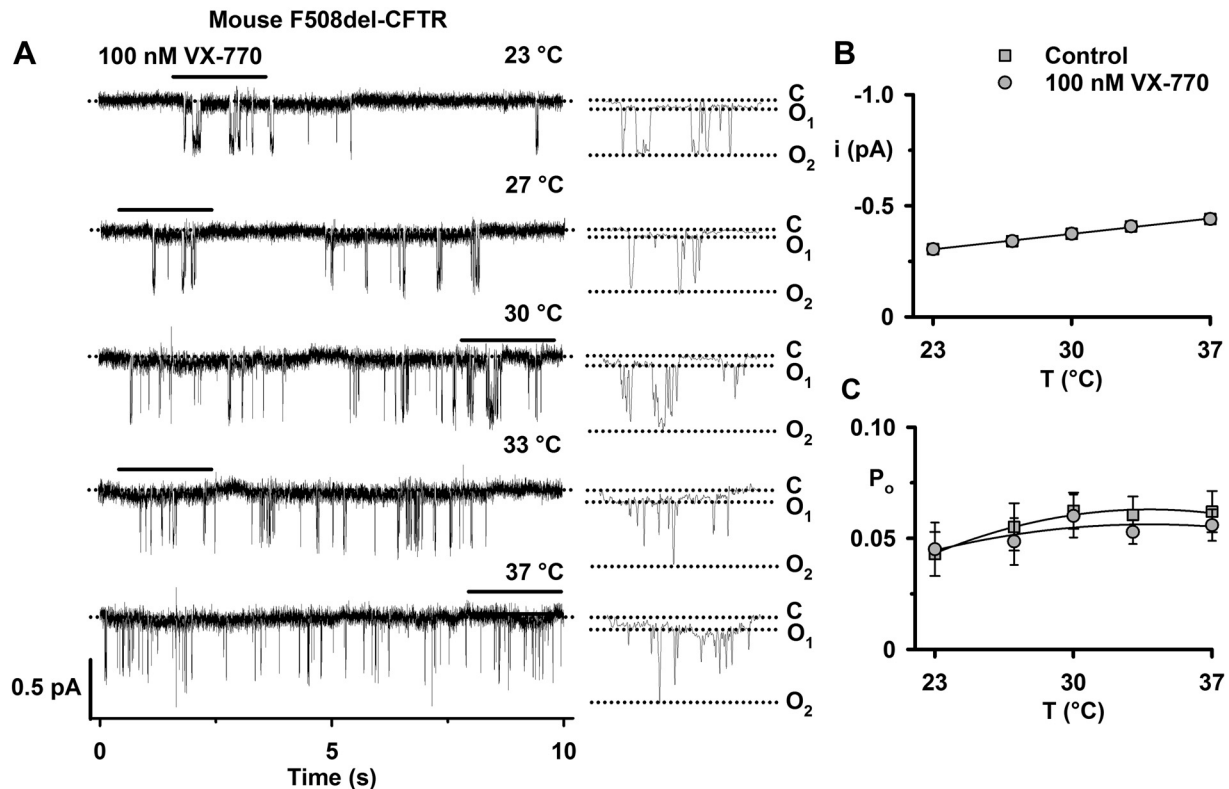 Mouse F508del-CFTR
A
100 nM VX-770
23 °C
C
O1
O2
27 °C
C
O1
O2
30 °C
C
O1
O2
33 °C
C
O1
O2
37 °C
C
O1
O2
0.5 pA
0 5 10
Time (s)
B
Control
100 nM VX-770
-1.0
i (pA)
-0.5
0
23 30 37
T (°C)
C
0.10
Po
0.05
0
23 30 37
T (°C)